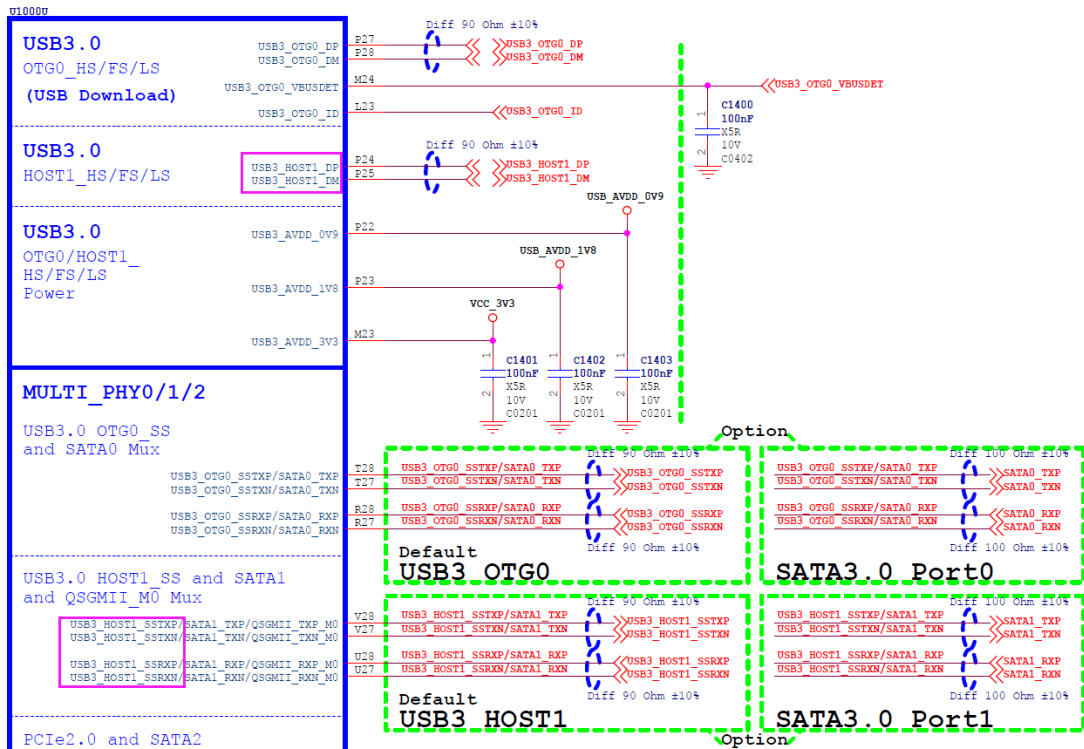 U1000U
USB3.0
OTG0_HS/FS/LS
(USB Download)
USB3_OTG0_DP
USB3_OTG0_DM
USB3_OTG0_VBUSDET
USB3_OTG0_ID
P27
P28
M24
L23
Diff 90 Ohm ±10%
USB3_OTG0_DP
USB3_OTG0_DM
USB3_OTG0_ID
USB3_OTG0_VBUSDET
1
C1400
100nF
X5R
10V
2
C0402
USB3.0
HOST1_HS/FS/LS
USB3_HOST1_DP
USB3_HOST1_DM
P24
P25
Diff 90 Ohm ±10%
USB3_HOST1_DP
USB3_HOST1_DM
USB3.0
OTG0/HOST1_
HS/FS/LS
Power
USB3_AVDD_0V9
USB3_AVDD_1V8
USB3_AVDD_3V3
P22
P23
M23
USB_AVDD_0V9
USB_AVDD_1V8
VCC_3V3
1
C1401
100nF
X5R
10V
2
C0201
1
C1402
100nF
X5R
10V
2
C0201
1
C1403
100nF
X5R
10V
2
C0201
MULTI_PHY0/1/2
USB3.0 OTG0_SS
and SATA0 Mux
USB3_OTG0_SSTXP/SATA0_TXP
USB3_OTG0_SSTXN/SATA0_TXN
USB3_OTG0_SSRXP/SATA0_RXP
USB3_OTG0_SSRXN/SATA0_RXN
T28
T27
R28
R27
Option
Diff 90 Ohm ±10%
USB3_OTG0_SSTXP/SATA0_TXP
USB3_OTG0_SSTXN/SATA0_TXN
USB3_OTG0_SSRXP/SATA0_RXP
USB3_OTG0_SSRXN/SATA0_RXN
USB3_OTG0_SSTXP
USB3_OTG0_SSTXN
USB3_OTG0_SSRXP
USB3_OTG0_SSRXN
Diff 90 Ohm ±10%
Default
USB3 OTG0
Diff 100 Ohm ±10%
USB3_OTG0_SSTXP/SATA0_TXP
USB3_OTG0_SSTXN/SATA0_TXN
USB3_OTG0_SSRXP/SATA0_RXP
USB3_OTG0_SSRXN/SATA0_RXN
SATA0_TXP
SATA0_TXN
SATA0_RXP
SATA0_RXN
Diff 100 Ohm ±10%
SATA3.0 Port0
USB3.0 HOST1_SS and SATA1
and QSGMII_M0 Mux
USB3_HOST1_SSTXP/SATA1_TXP/QSGMII_TXP_M0
USB3_HOST1_SSTXN/SATA1_TXN/QSGMII_TXN_M0
USB3_HOST1_SSRXP/SATA1_RXP/QSGMII_RXP_M0
USB3_HOST1_SSRXN/SATA1_RXN/QSGMII_RXN_M0
V28
V27
U28
U27
Diff 90 Ohm ±10%
USB3_HOST1_SSTXP/SATA1_TXP
USB3_HOST1_SSTXN/SATA1_TXN
USB3_HOST1_SSRXP/SATA1_RXP
USB3_HOST1_SSRXN/SATA1_RXN
USB3_HOST1_SSTXP
USB3_HOST1_SSTXN
USB3_HOST1_SSRXP
USB3_HOST1_SSRXN
Diff 90 Ohm ±10%
Default
USB3 HOST1
Diff 100 Ohm ±10%
USB3_HOST1_SSTXP/SATA1_TXP
USB3_HOST1_SSTXN/SATA1_TXN
USB3_HOST1_SSRXP/SATA1_RXP
USB3_HOST1_SSRXN/SATA1_RXN
SATA1_TXP
SATA1_TXN
SATA1_RXP
SATA1_RXN
Diff 100 Ohm ±10%
SATA3.0 Port1
Option
PCIe2.0 and SATA2